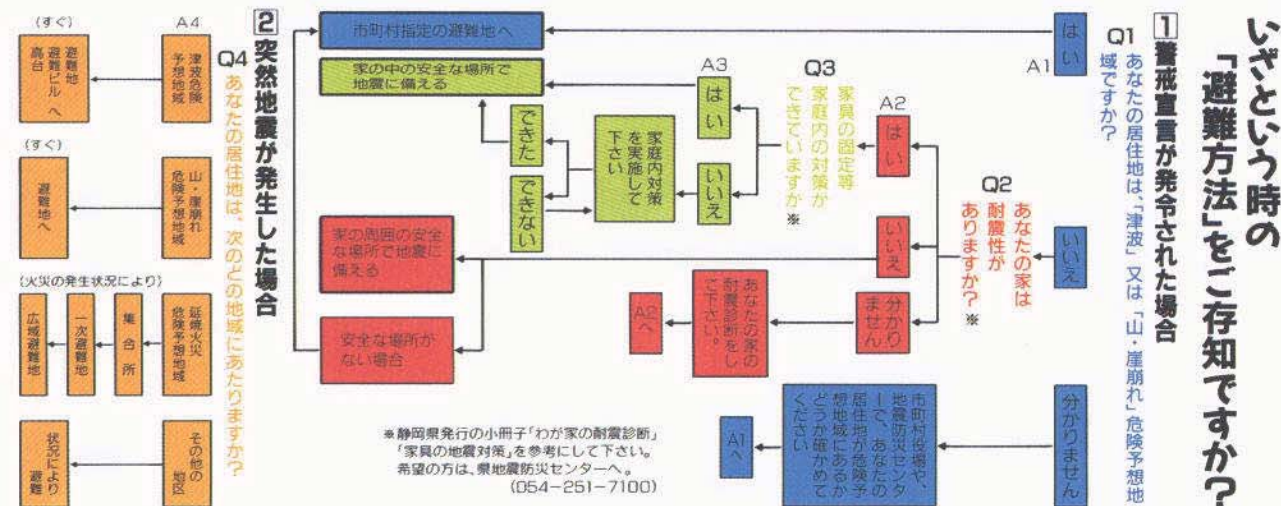 いざという時の
「避難方法」をご存知ですか?
1 警戒宣言が発令された場合
Q1
あなたの居住地は、「津波」又は「山・崖崩れ」危険予想地
域ですか?
A1
はい
いいえ
分かりません
市町村役場や、
地震防災センタ
ーで、あなたの
居住地が危険予
想地域にあるか
どうか確かめて
ください
A1へ
Q2
あなたの家は
耐震性が
ありますか?※
A2
はい
いいえ
分かり
ません
あなたの家の
耐震診断をし
て下さい。
A2へ
Q3
家具の固定等
家庭内の対策が
できていますか※
A3
はい
いいえ
家庭内対策
を実施して
下さい
できた
できない
市町村指定の避難地へ
家の中の安全な場所で
地震に備える
家の周囲の安全
な場所で地震に
備える
安全な場所が
ない場合
※静岡県発行の小冊子「わが家の耐震診断」
「家具の地震対策」を参考にして下さい。
希望の方は、県地震防災センターへ。
(054-251-7100)
2 突然地震が発生した場合
Q4
あなたの居住地は、次のどの地域にあたりますか?
A4
津波危険
予想地域
(すぐ)
避難地
避難ビル へ
高台
山・崖崩れ
危険予想地域
(すぐ)
避難地へ
延焼火災
危険予想地域
(火災の発生状況により)
集合所
一次避難地
広域避難地
その他の
地区
状況により
避難